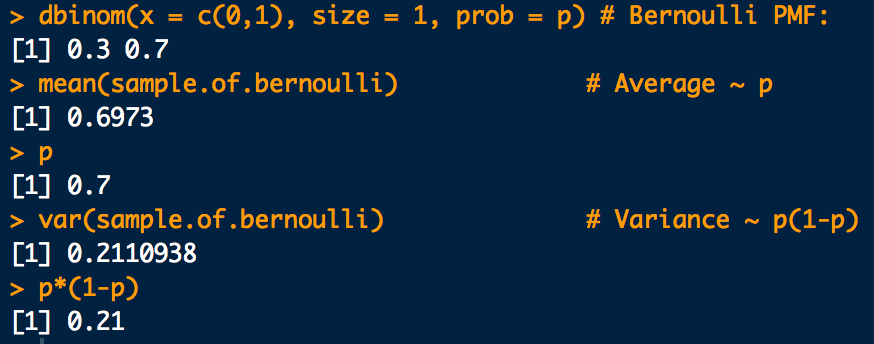 > dbinom(x = c(0,1), size = 1, prob = p) # Bernoulli PMF:
[1] 0.3 0.7
> mean(sample.of.bernoulli)             # Average ~ p
[1] 0.6973
> p
[1] 0.7
> var(sample.of.bernoulli)              # Variance ~ p(1-p)
[1] 0.2110938
> p*(1-p)
[1] 0.21